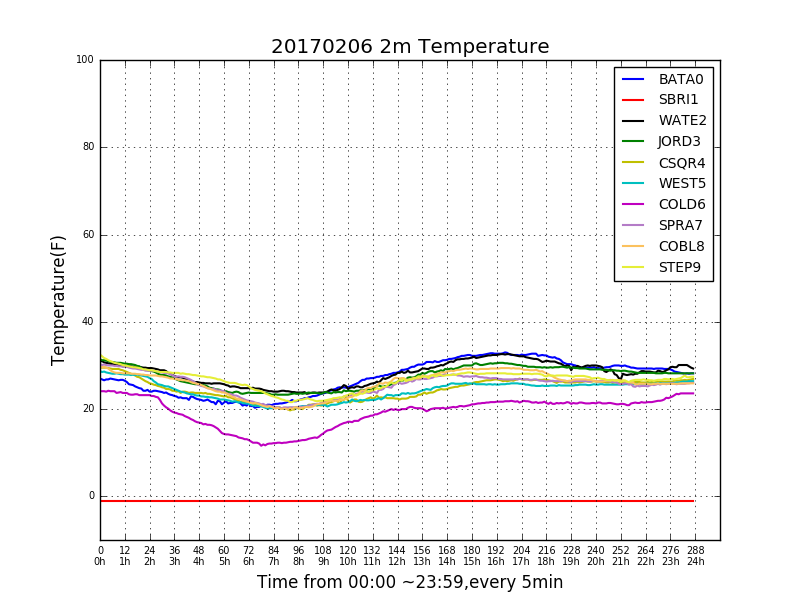 20170206 2m Temperature
100
80
60
40
20
0
Temperature(F)
BATA0
SBRI1
WATE2
JORD3
CSQR4
WEST5
COLD6
SPRA7
COBL8
STEP9
0 12 24 36 48 60 72 84 96 108 120 132 144 156 168 180 192 204 216 228 240 252 264 276 288
0h 1h 2h 3h 4h 5h 6h 7h 8h 9h 10h 11h 12h 13h 14h 15h 16h 17h 18h 19h 20h 21h 22h 23h 24h
Time from 00:00 ~23:59,every 5min